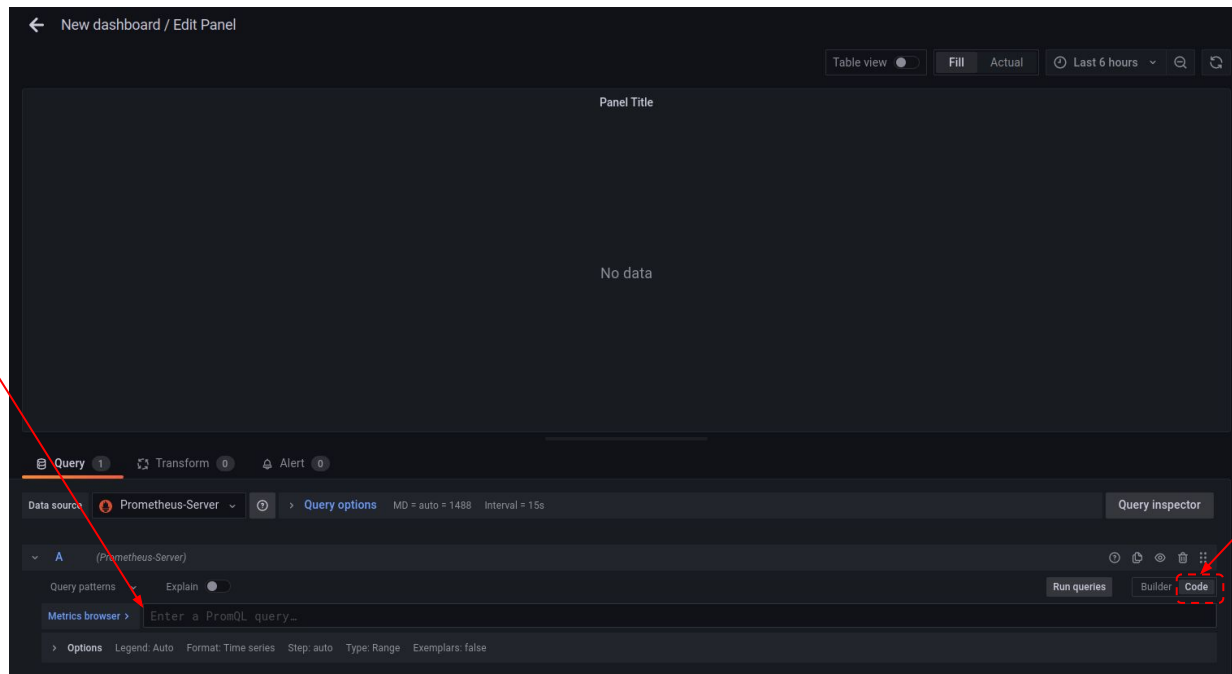 New dashboard / Edit Panel
Table view Fill Actual Last 6 hours
Panel Title
No data
Query 1 Transform 0 Alert 0
Data source Prometheus-Server > Query options MD = auto = 1488 Interval = 15s Query inspector
A (Prometheus-Server)
Query patterns Explain Run queries Builder Code
Metrics browser > Enter a PromQL query…
> Options Legend: Auto Format: Time series Step: auto Type: Range Exemplars: false